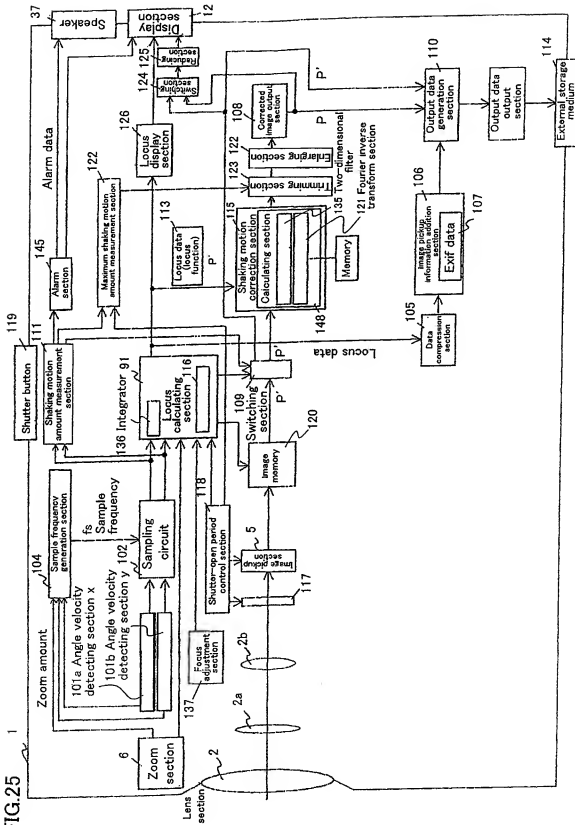 FIG.25
1
Lens section
2
2a
2b
Zoom section
6
Zoom amount
101a Angle velocity detecting section x
101b Angle velocity detecting section y
104
Sample frequency generation section
fs Sample frequency
102
Sampling circuit
137
Focus adjustment section
118
Shutter-open period control section
117
5
Image pickup section
119
Shutter button
111
Shaking motion amount measurement section
136 Integrator 91
Locus calculating section
116
Switching section
109
P'
P'
120
Image memory
145
Alarm section
Alarm data
122
Maximum shaking motion amount measurement section
113
Locus data (locus function)
P'
115
Shaking motion correction section
Calculating section
148
135
Two-dimensional filter
121 Fourier inverse transform section
Memory
Locus data
105
Data compression section
126
Locus display section
123
Trimming section
122
Enlarging section
108
Corrected image output section
P
P'
106
Image pickup information addition section
107
Exif data
124
Switching section
125
Reducing section
37
Speaker
12
Display section
110
Output data generation section
Output data output section
114
External storage medium